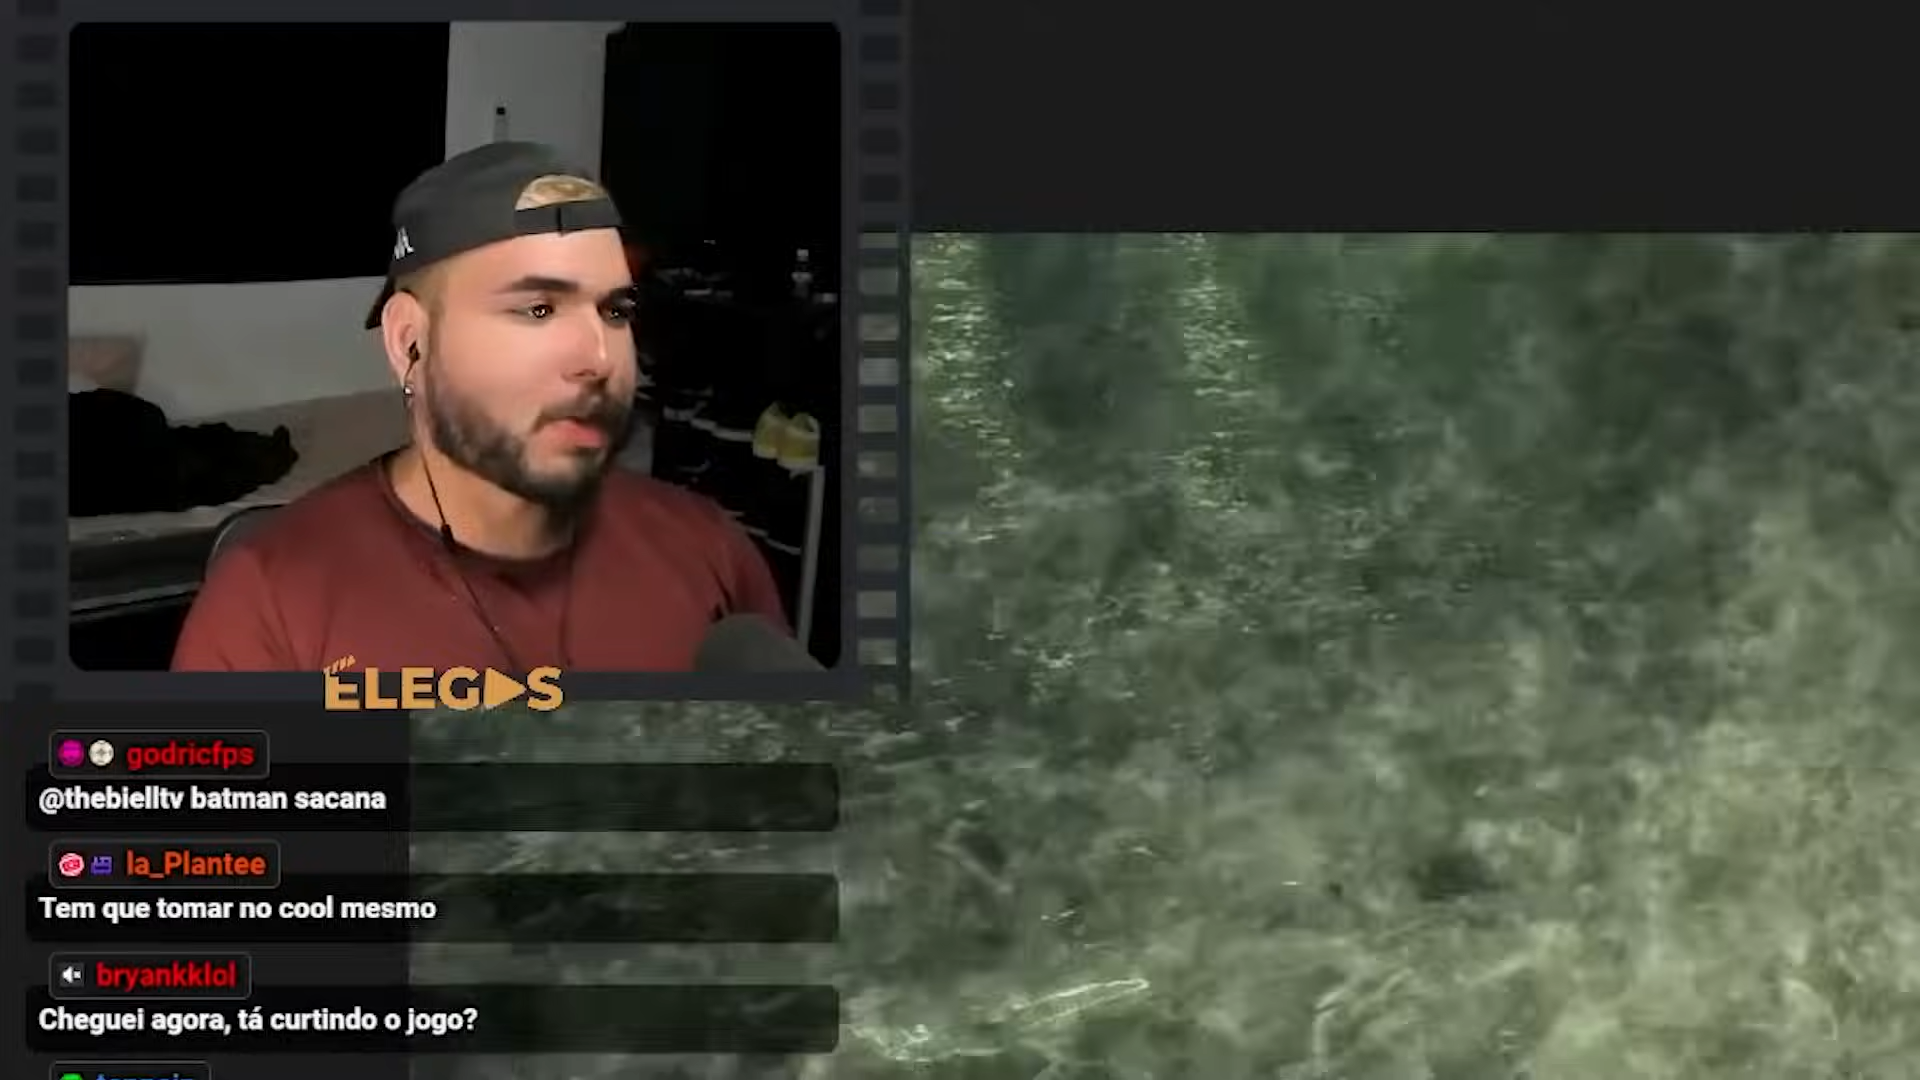 ELEGOS
godricfps
@thebielltv batman sacana
la_Plantee
Tem que tomar no cool mesmo
bryankklol
Cheguei agora, tá curtindo o jogo?